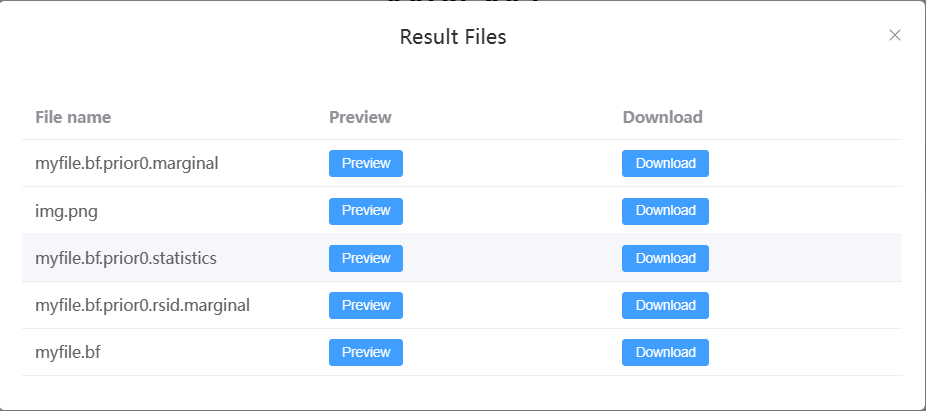 Result Files
File name Preview Download
myfile.bf.prior0.marginal Preview Download
img.png Preview Download
myfile.bf.prior0.statistics Preview Download
myfile.bf.prior0.rsid.marginal Preview Download
myfile.bf Preview Download